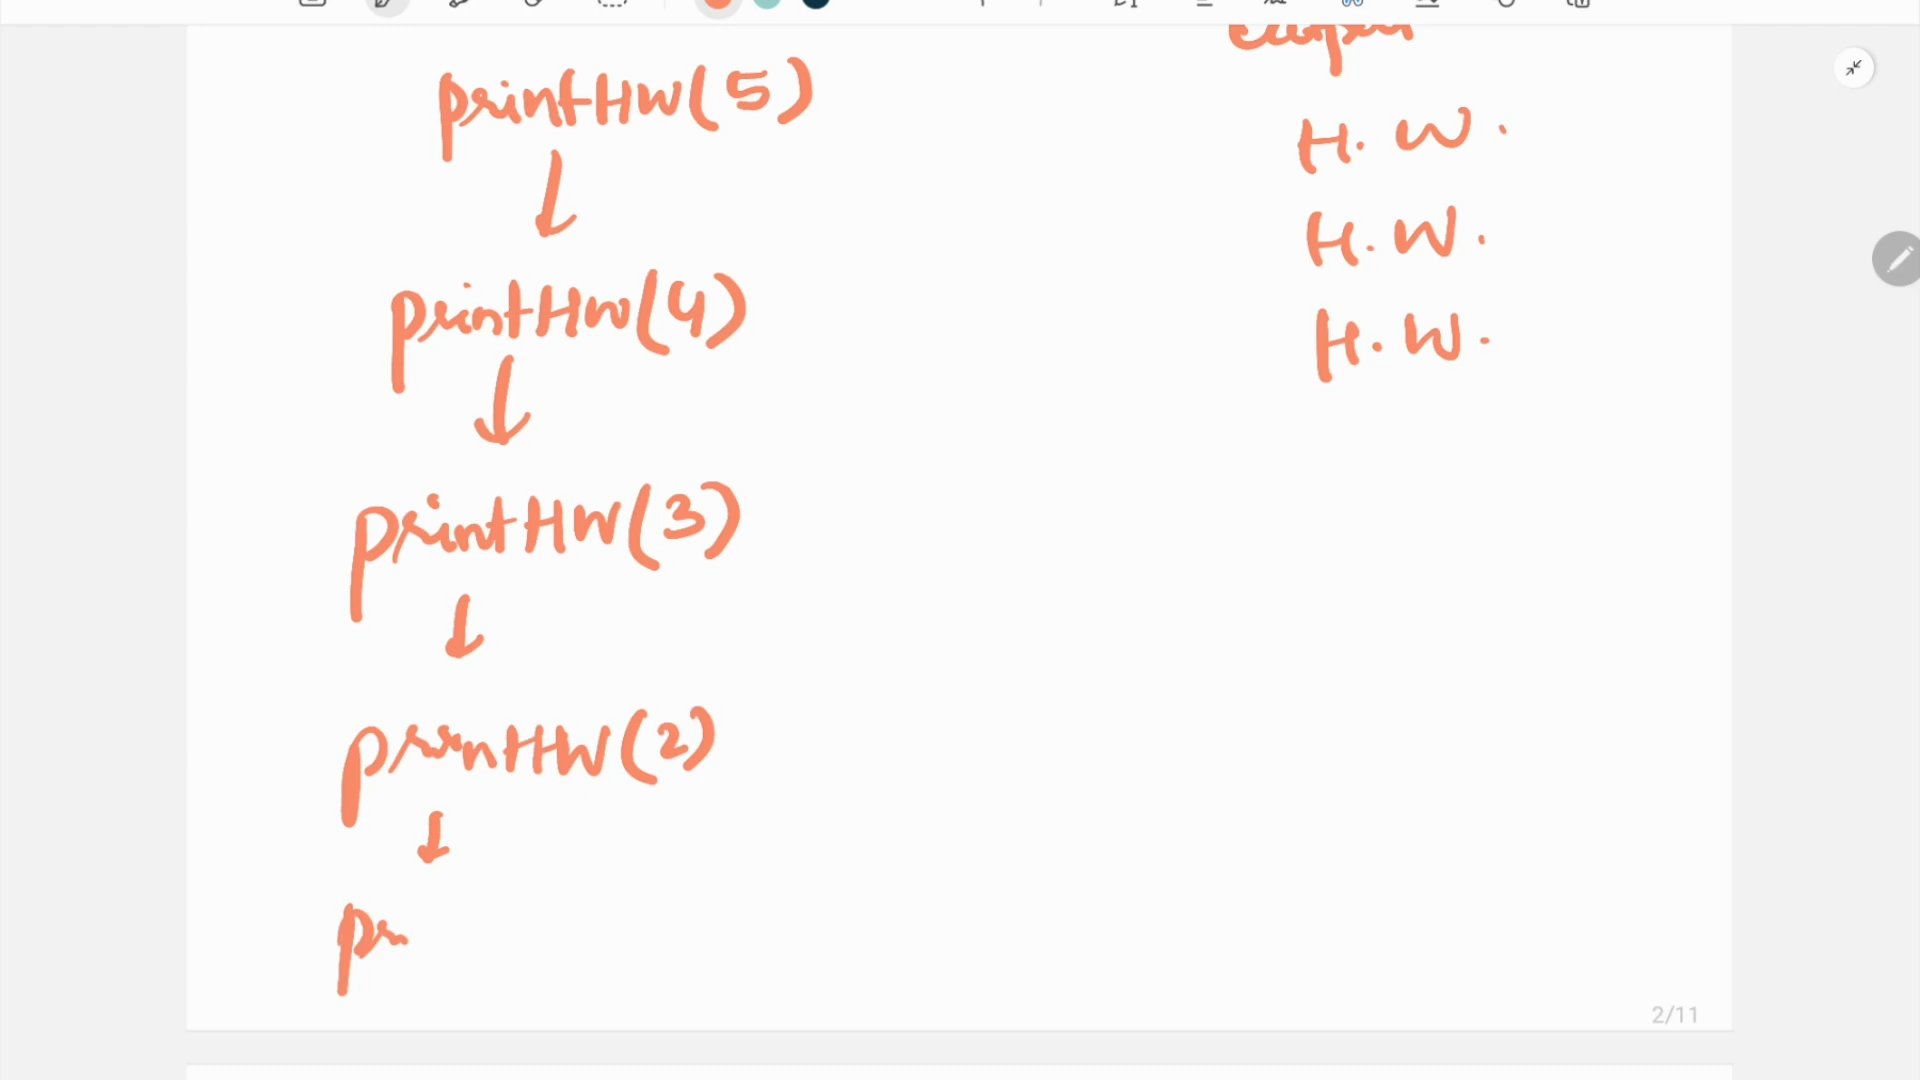 printHW(5)
printHW(4)
printHW(3)
printHW(2)
H. W.
H. W.
H. W.
2/11